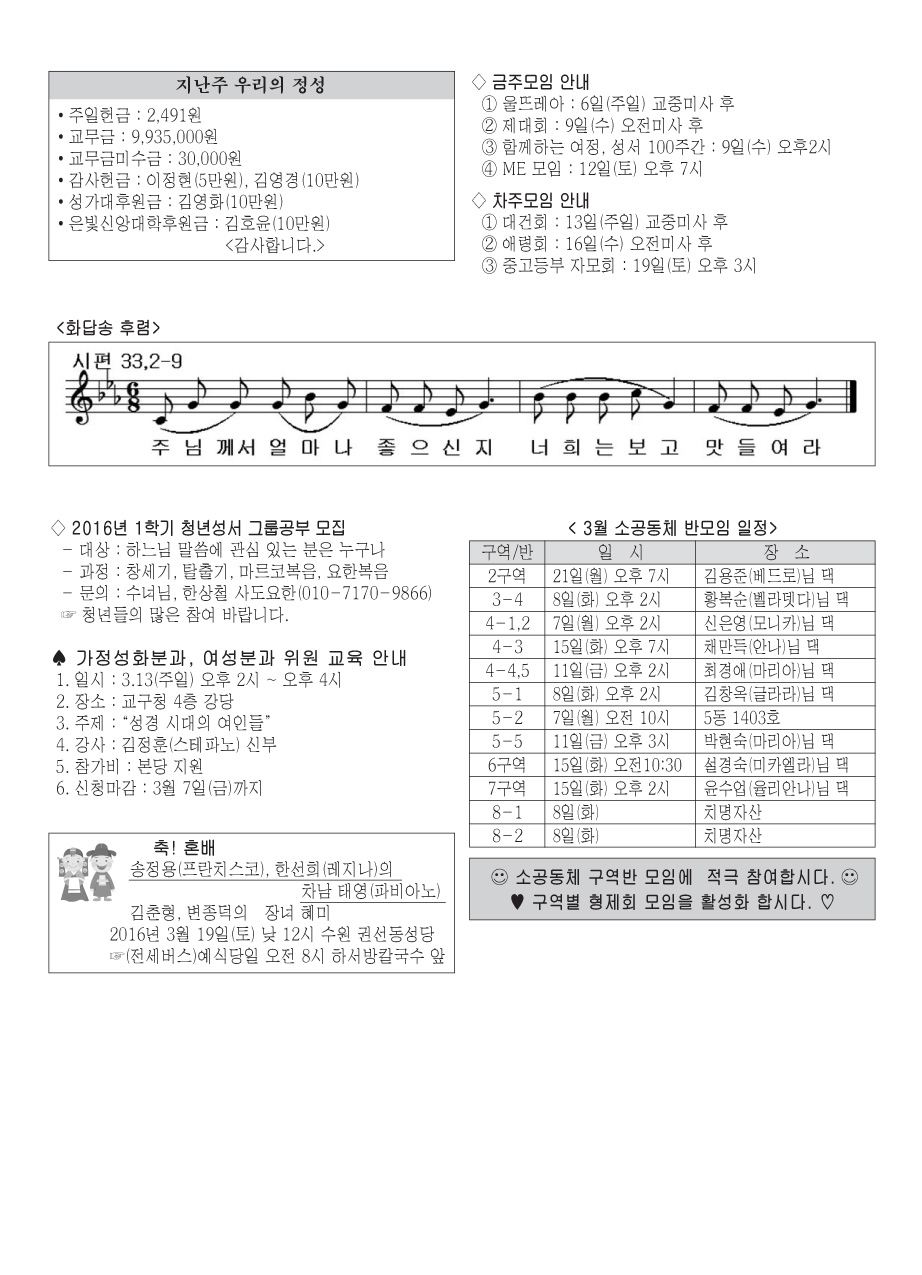 지난주 우리의 정성
• 주일헌금 : 2,491원
• 교무금 : 9,935,000원
• 교무금미수금 : 30,000원
• 감사헌금 : 이정현(5만원), 김영경(10만원)
• 성가대후원금 : 김영화(10만원)
• 은빛신앙대학후원금 : 김호윤(10만원)
<감사합니다.>
◇ 금주모임 안내
① 울뜨레아 : 6일(주일) 교중미사 후
② 제대회 : 9일(수) 오전미사 후
③ 함께하는 여정, 성서 100주간 : 9일(수) 오후2시
④ ME 모임 : 12일(토) 오후 7시
◇ 차주모임 안내
① 대건회 : 13일(주일) 교중미사 후
② 애령회 : 16일(수) 오전미사 후
③ 중고등부 자모회 : 19일(토) 오후 3시
<화답송 후렴>
시편 33,2-9
주 님 께서 얼 마 나 좋 으 신 지 너 희 는 보 고 맛 들 여 라
◇ 2016년 1학기 청년성서 그룹공부 모집
- 대상 : 하느님 말씀에 관심 있는 분은 누구나
- 과정 : 창세기, 탈출기, 마르코복음, 요한복음
- 문의 : 수녀님, 한상철 사도요한(010-7170-9866)
☞ 청년들의 많은 참여 바랍니다.
♠ 가정성화분과, 여성분과 위원 교육 안내
1. 일시 : 3.13(주일) 오후 2시 ~ 오후 4시
2. 장소 : 교구청 4층 강당
3. 주제 : “성경 시대의 여인들”
4. 강사 : 김정훈(스테파노) 신부
5. 참가비 : 본당 지원
6. 신청마감 : 3월 7일(금)까지
축! 혼배
송정용(프란치스코), 한선희(레지나)의
차남 태영(파비아노)
김춘형, 변종덕의 장녀 혜미
2016년 3월 19일(토) 낮 12시 수원 권선동성당
☞(전세버스)예식당일 오전 8시 하서방칼국수 앞
< 3월 소공동체 반모임 일정>
구역/반 일 시 장 소
2구역 21일(월) 오후 7시 김용준(베드로)님 댁
3-4 8일(화) 오후 2시 황복순(벨라뎃다)님 댁
4-1,2 7일(월) 오후 2시 신은영(모니카)님 댁
4-3 15일(화) 오후 7시 채만득(안나)님 댁
4-4,5 11일(금) 오후 2시 최경애(마리아)님 댁
5-1 8일(화) 오후 2시 김창옥(글라라)님 댁
5-2 7일(월) 오전 10시 5동 1403호
5-5 11일(금) 오후 3시 박현숙(마리아)님 댁
6구역 15일(화) 오전10:30 설경숙(미카엘라)님 댁
7구역 15일(화) 오후 2시 윤수업(율리안나)님 댁
8-1 8일(화) 치명자산
8-2 8일(화) 치명자산
☺ 소공동체 구역반 모임에 적극 참여합시다. ☺
♥ 구역별 형제회 모임을 활성화 합시다. ♡